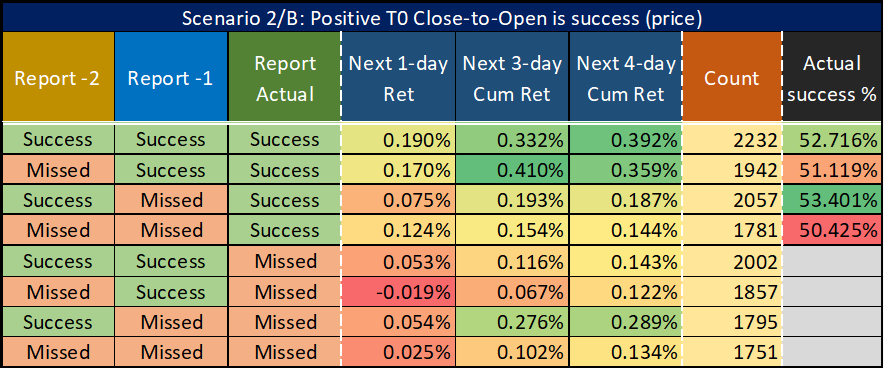 Scenario 2/B: Positive T0 Close-to-Open is success (price)
Report -2 Report -1 Report Actual Next 1-day Ret Next 3-day Cum Ret Next 4-day Cum Ret Count Actual success %
Success Success Success 0.190% 0.332% 0.392% 2232 52.716%
Missed Success Success 0.170% 0.410% 0.359% 1942 51.119%
Success Missed Success 0.075% 0.193% 0.187% 2057 53.401%
Missed Missed Success 0.124% 0.154% 0.144% 1781 50.425%
Success Success Missed 0.053% 0.116% 0.143% 2002
Missed Success Missed -0.019% 0.067% 0.122% 1857
Success Missed Missed 0.054% 0.276% 0.289% 1795
Missed Missed Missed 0.025% 0.102% 0.134% 1751